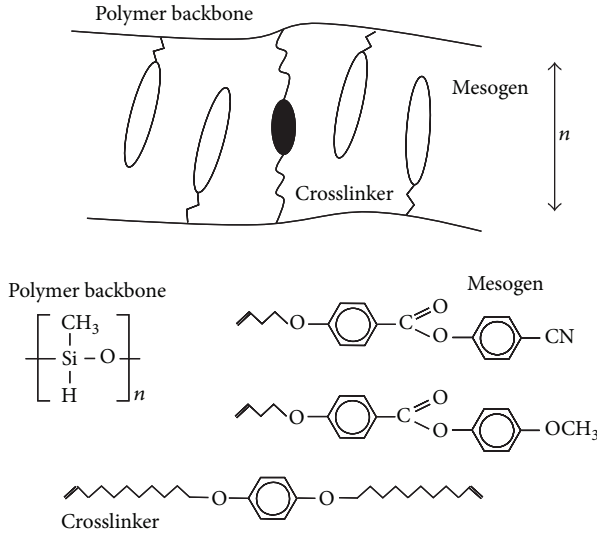 Polymer backbone
Mesogen
n
Crosslinker
Polymer backbone
CH3
Si
O
H
n
Mesogen
O
C
O
O
CN
O
C
O
O
OCH3
O
O
Crosslinker